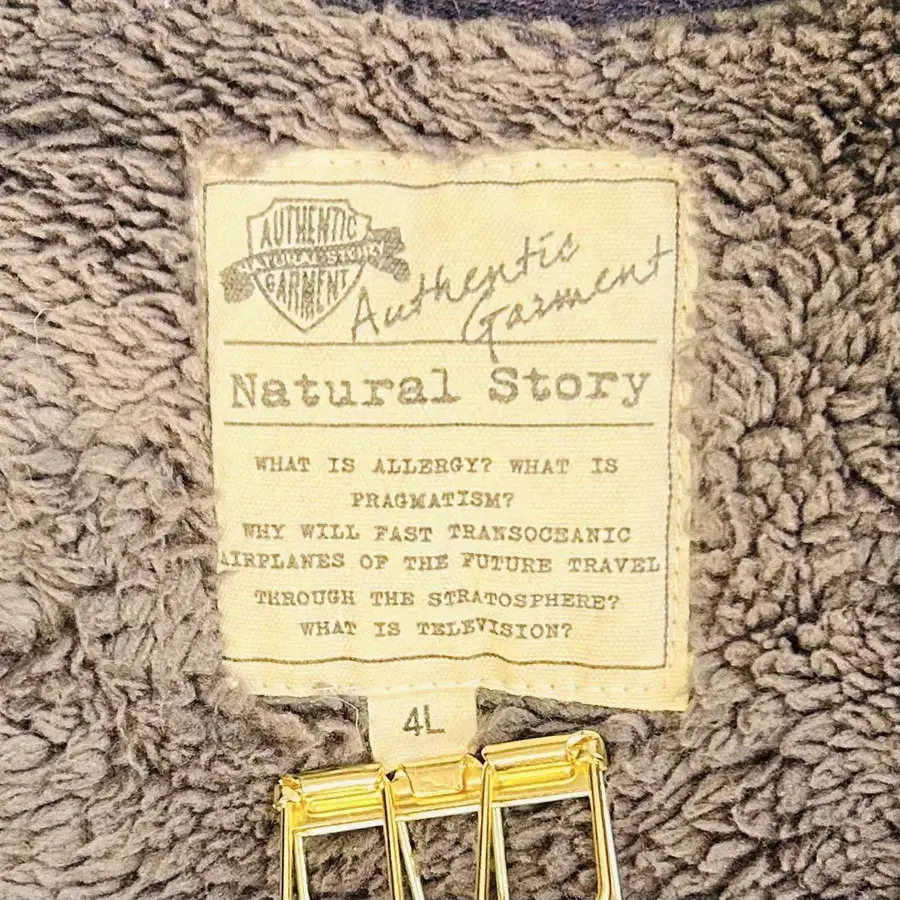 AUTHENTIC
NATURAL STORY
GARMENT
Authentic
Garment
Natural Story
WHAT IS ALLERGY? WHAT IS
PRAGMATISM?
WHY WILL FAST TRANSOCEANIC
AIRPLANES OF THE FUTURE TRAVEL
THROUGH THE STRATOSPHERE?
WHAT IS TELEVISION?
4L